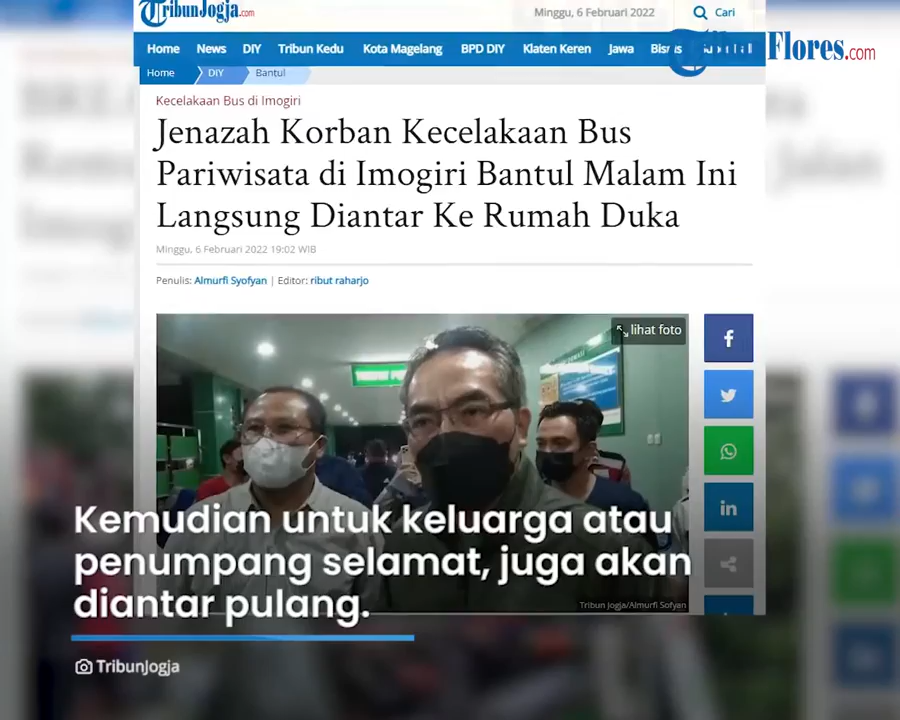 TribunJogja.com
Minggu, 6 Februari 2022
Cari
Home News DIY Tribun Kedu Kota Magelang BPD DIY Klaten Keren Jawa Bisnis
Flores.com
Home DIY Bantul
Kecelakaan Bus di Imogiri
Jenazah Korban Kecelakaan Bus
Pariwisata di Imogiri Bantul Malam Ini
Langsung Diantar Ke Rumah Duka
Minggu, 6 Februari 2022 19:02 WIB
Penulis: Almurfi Syofyan | Editor: ribut raharjo
lihat foto
Kemudian untuk keluarga atau
penumpang selamat, juga akan
diantar pulang.
Tribun Jogja/Almurfi Sofyan
TribunJogja